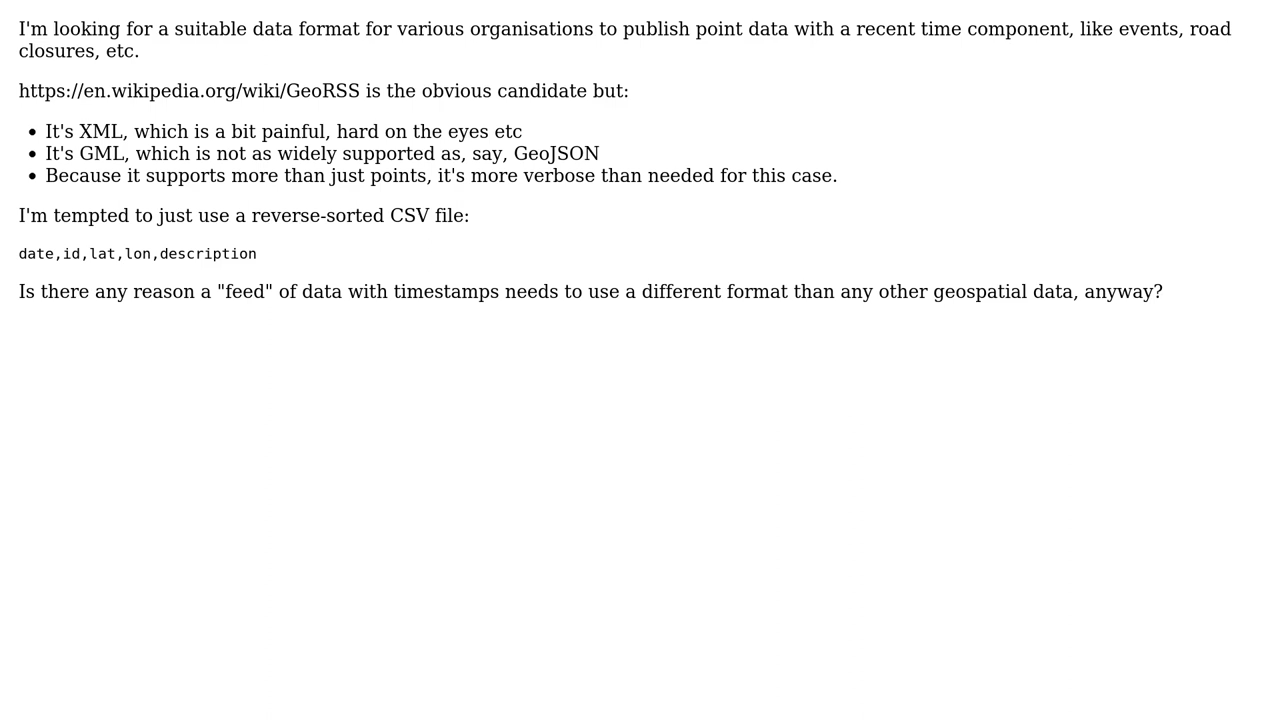 I'm looking for a suitable data format for various organisations to publish point data with a recent time component, like events, road
closures, etc.
https://en.wikipedia.org/wiki/GeoRSS is the obvious candidate but:
• It's XML, which is a bit painful, hard on the eyes etc
• It's GML, which is not as widely supported as, say, GeoJSON
• Because it supports more than just points, it's more verbose than needed for this case.
I'm tempted to just use a reverse-sorted CSV file:
date,id,lat,lon,description
Is there any reason a "feed" of data with timestamps needs to use a different format than any other geospatial data, anyway?